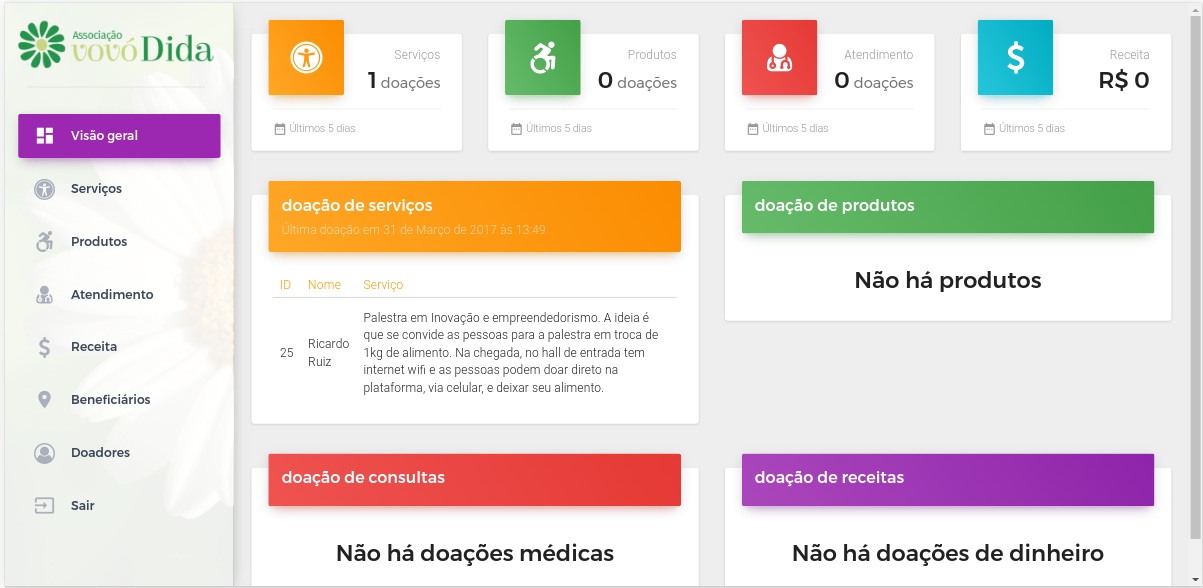 Associação
vovó Dida
Visão geral
Serviços
Produtos
Atendimento
Receita
Beneficiários
Doadores
Sair
Serviços
1 doações
Últimos 5 dias
Produtos
0 doações
Últimos 5 dias
Atendimento
0 doações
Últimos 5 dias
$
Receita
R$ 0
Últimos 5 dias
doação de serviços
Última doação em 31 de Março de 2017 às 13:49
ID Nome Serviço
25
Ricardo
Ruiz
Palestra em Inovação e empreendedorismo. A ideia é
que se convide as pessoas para a palestra em troca de
1kg de alimento. Na chegada, no hall de entrada tem
internet wifi e as pessoas podem doar direto na
plataforma, via celular, e deixar seu alimento.
doação de produtos
Não há produtos
doação de consultas
Não há doações médicas
doação de receitas
Não há doações de dinheiro